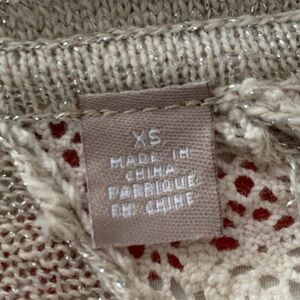 XS
MADE IN
CHINA
FABRIQUE
EN CHINE